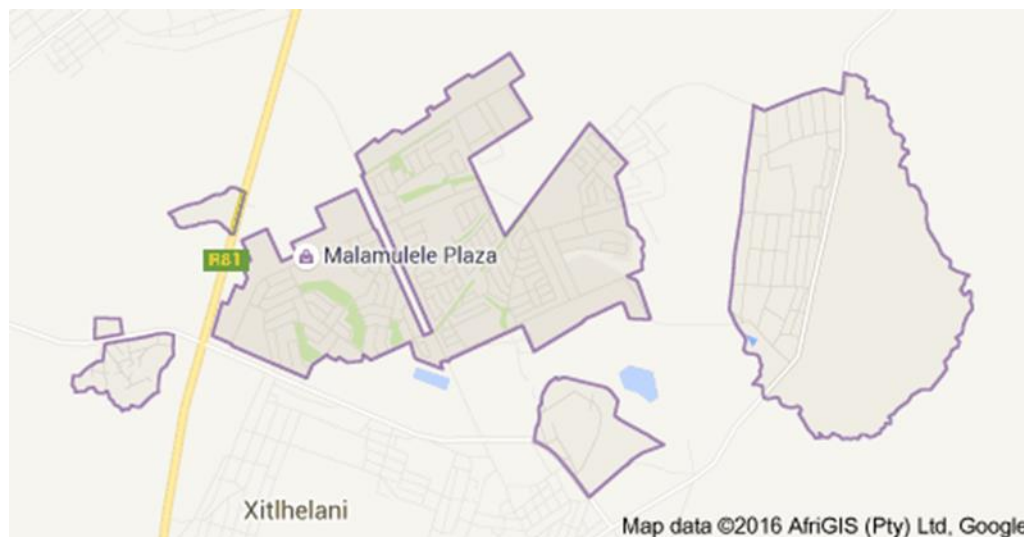 R81
Malamulele Plaza
Xitlhelani
Map data ©2016 AfriGIS (Pty) Ltd, Google